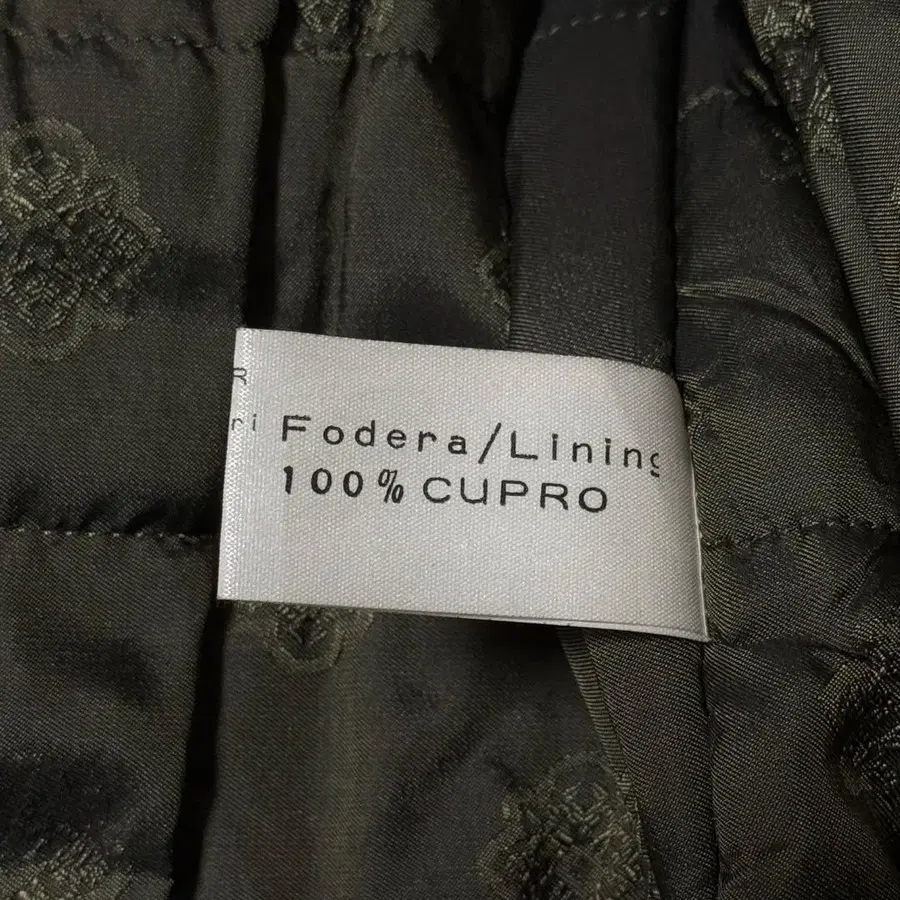 Fodera/Lining
100% CUPRO